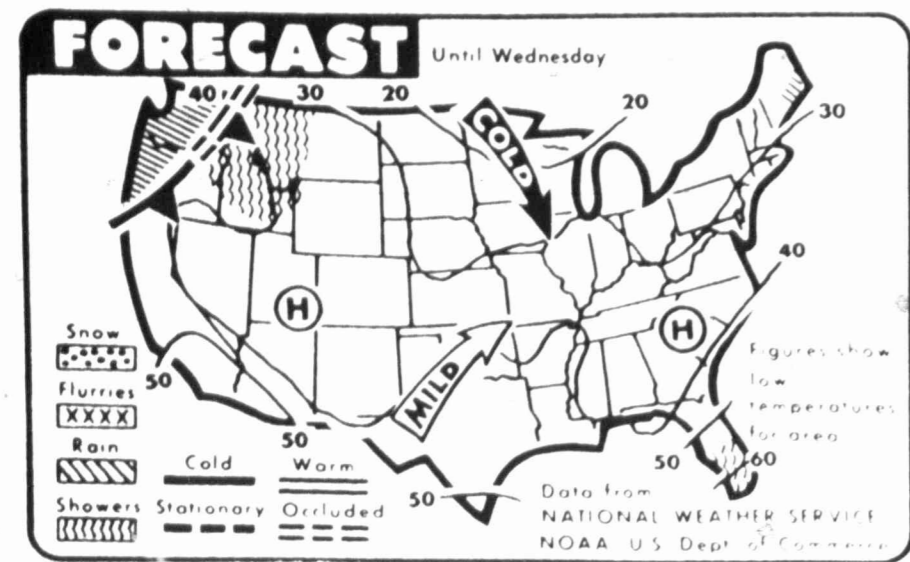 FORECAST
Until Wednesday
40 30 20
COLD
20
30
40
H
H
MILD
50
50
50
50
60
Snow
Flurries
Rain
Showers
Cold
Warm
Stationary
Occluded
Figures show
low
temperatures
for area
Data from
NATIONAL WEATHER SERVICE
NOAA U S Dept of Commerce